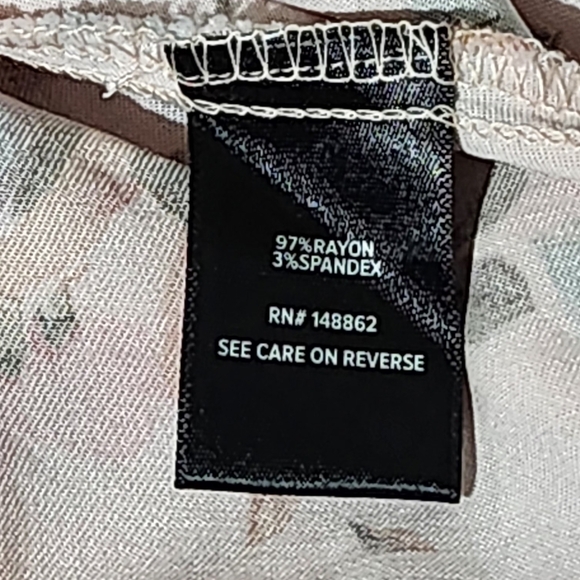 97%RAYON
3%SPANDEX
RN# 148862
SEE CARE ON REVERSE